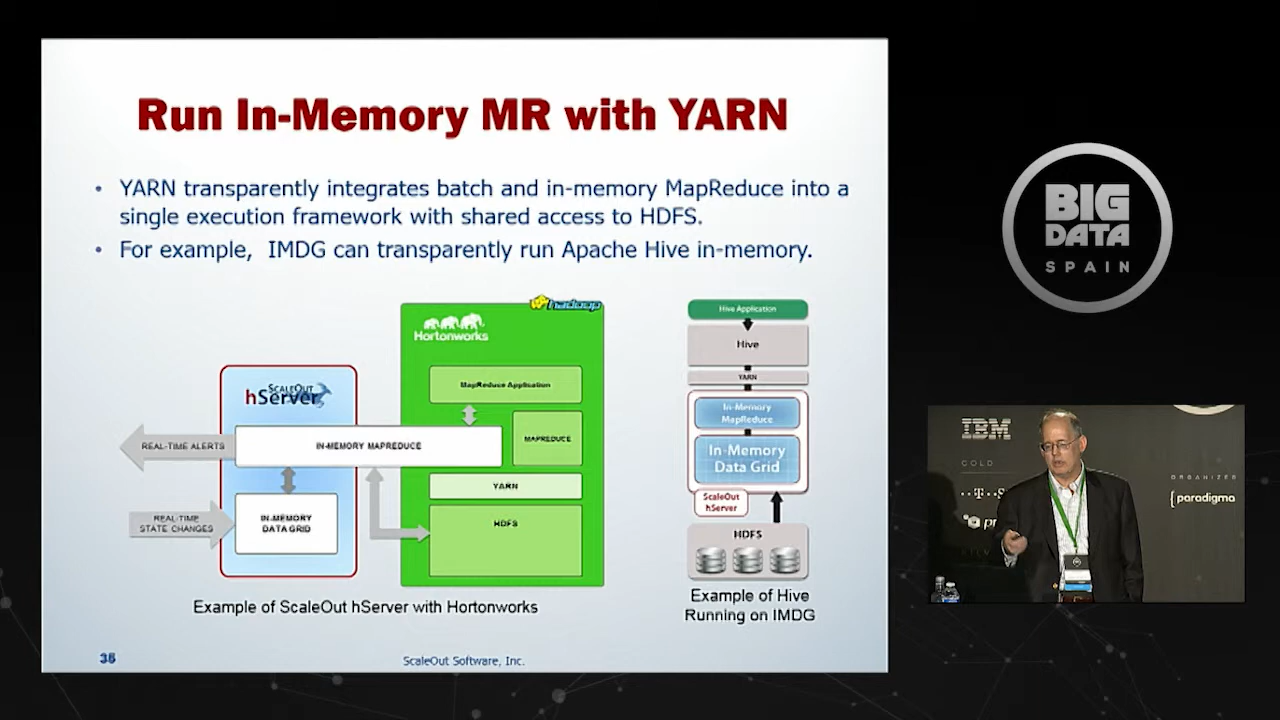 Run In-Memory MR with YARN
• YARN transparently integrates batch and in-memory MapReduce into a
single execution framework with shared access to HDFS.
• For example, IMDG can transparently run Apache Hive in-memory.
hadoop
Hortonworks
MapReduce Application
SCALEOUT
hServer
MAPREDUCE
REAL-TIME ALERTS
IN-MEMORY MAPREDUCE
YARN
REAL-TIME
STATE CHANGES
IN-MEMORY
DATA GRID
HDFS
Example of ScaleOut hServer with Hortonworks
Hive Application
Hive
YARN
In-Memory
MapReduce
In-Memory
Data Grid
ScaleOut
hServer
HDFS
Example of Hive
Running on IMDG
36
ScaleOut Software, Inc.
BIG
DATA
SPAIN
IBM
GOLD
ORGANIZER
{paradigma